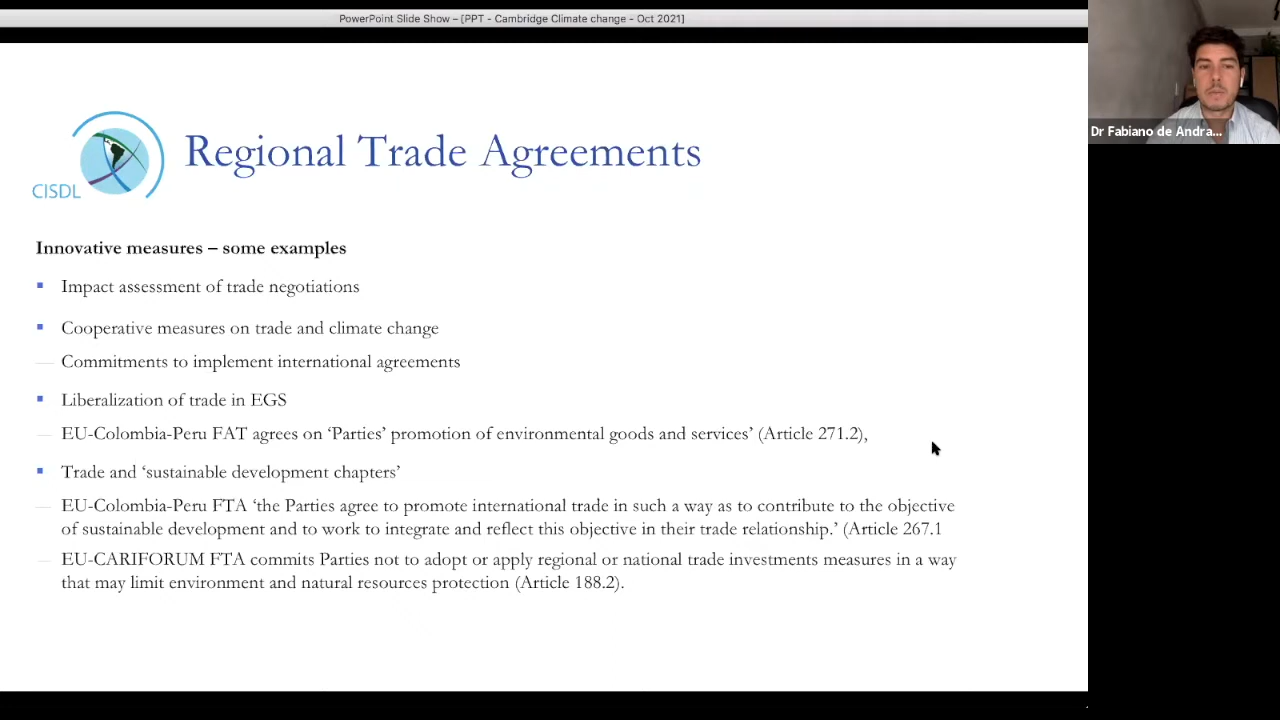 PowerPoint Slide Show – [PPT - Cambridge Climate change - Oct 2021]
Dr Fabiano de Andra...
CISDL
Regional Trade Agreements
Innovative measures – some examples
Impact assessment of trade negotiations
Cooperative measures on trade and climate change
— Commitments to implement international agreements
Liberalization of trade in EGS
— EU-Colombia-Peru FAT agrees on ‘Parties’ promotion of environmental goods and services’ (Article 271.2),
Trade and ‘sustainable development chapters’
— EU-Colombia-Peru FTA ‘the Parties agree to promote international trade in such a way as to contribute to the objective
of sustainable development and to work to integrate and reflect this objective in their trade relationship.’ (Article 267.1
— EU-CARIFORUM FTA commits Parties not to adopt or apply regional or national trade investments measures in a way
that may limit environment and natural resources protection (Article 188.2).